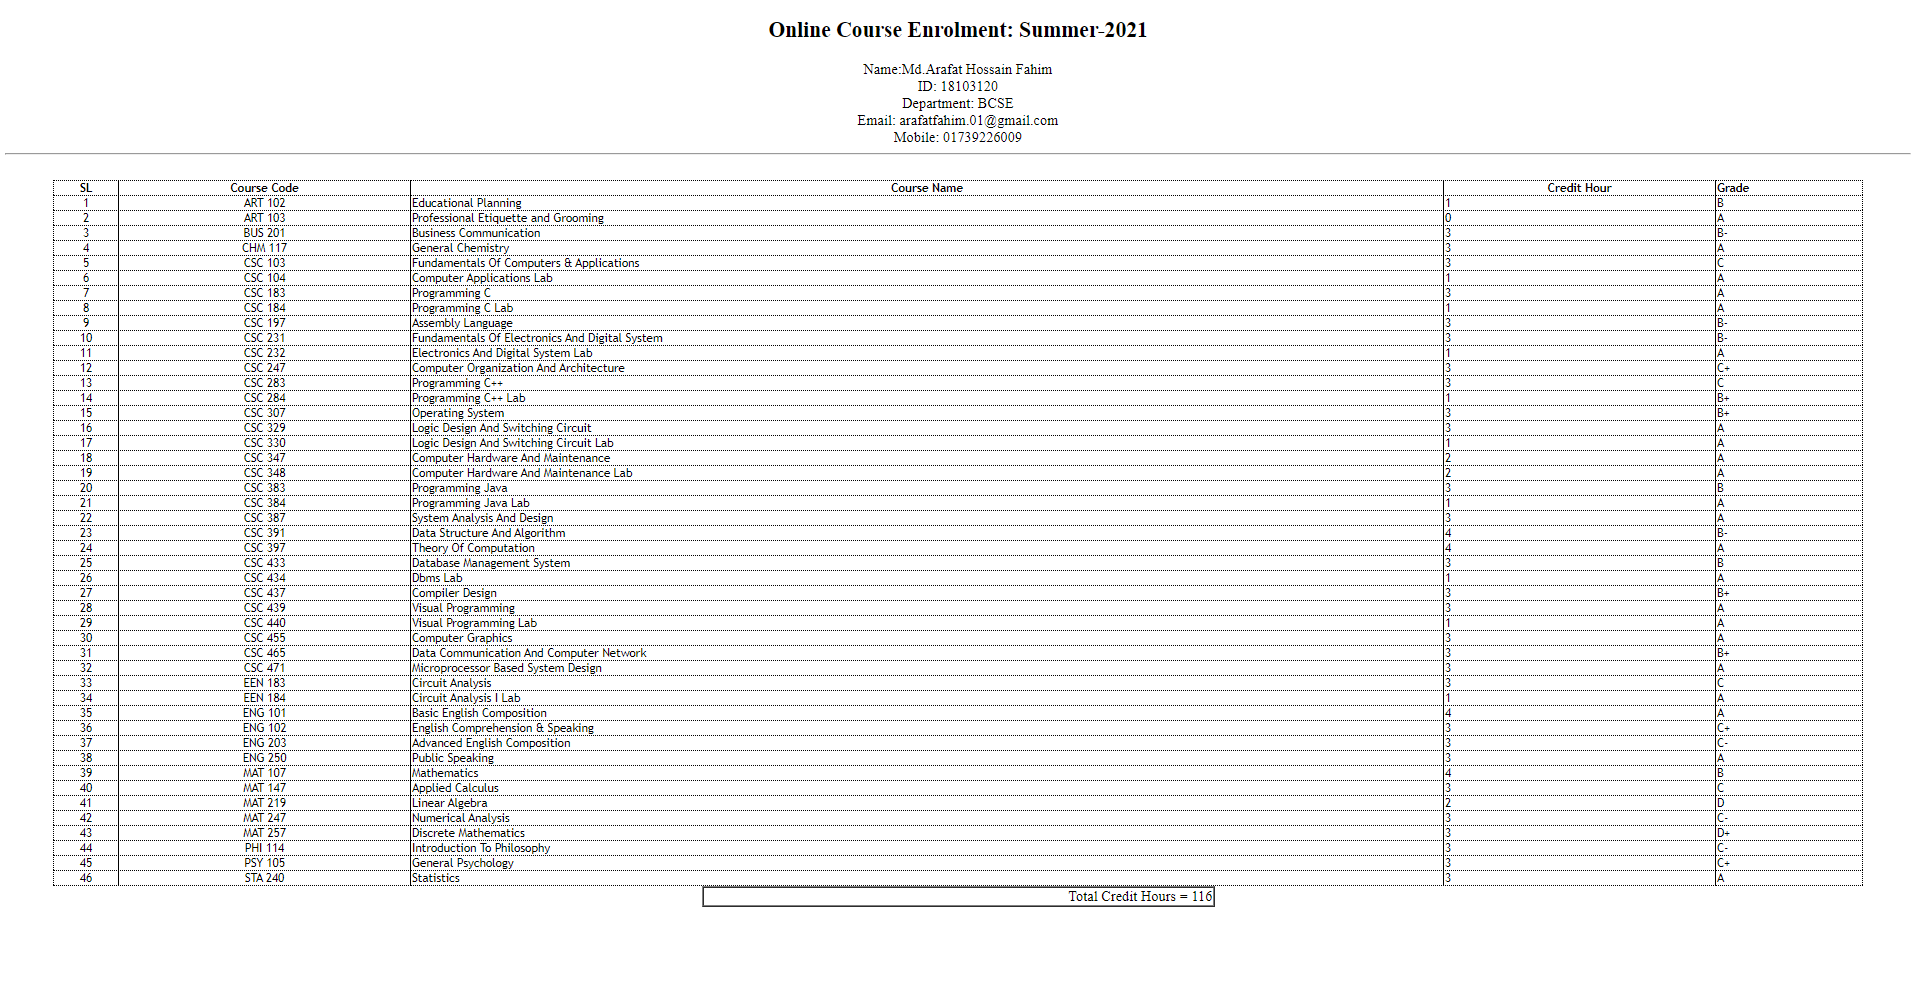 Online Course Enrolment: Summer-2021
Name:Md.Arafat Hossain Fahim
ID: 18103120
Department: BCSE
Email: arafatfahim.01@gmail.com
Mobile: 01739226009
SL Course Code Course Name Credit Hour Grade
1 ART 102 Educational Planning 1 B
2 ART 103 Professional Etiquette and Grooming 0 A
3 BUS 201 Business Communication 3 B-
4 CHM 117 General Chemistry 3 A
5 CSC 103 Fundamentals Of Computers & Applications 3 C
6 CSC 104 Computer Applications Lab 1 A
7 CSC 183 Programming C 3 A
8 CSC 184 Programming C Lab 1 A
9 CSC 197 Assembly Language 3 B-
10 CSC 231 Fundamentals Of Electronics And Digital System 3 B-
11 CSC 232 Electronics And Digital System Lab 1 A
12 CSC 247 Computer Organization And Architecture 3 C+
13 CSC 283 Programming C++ 3 C
14 CSC 284 Programming C++ Lab 1 B+
15 CSC 307 Operating System 3 B+
16 CSC 329 Logic Design And Switching Circuit 3 A
17 CSC 330 Logic Design And Switching Circuit Lab 1 A
18 CSC 347 Computer Hardware And Maintenance 2 A
19 CSC 348 Computer Hardware And Maintenance Lab 2 A
20 CSC 383 Programming Java 3 B
21 CSC 384 Programming Java Lab 1 A
22 CSC 387 System Analysis And Design 3 A
23 CSC 391 Data Structure And Algorithm 4 B-
24 CSC 397 Theory Of Computation 4 A
25 CSC 433 Database Management System 3 B
26 CSC 434 Dbms Lab 1 A
27 CSC 437 Compiler Design 3 B+
28 CSC 439 Visual Programming 3 A
29 CSC 440 Visual Programming Lab 1 A
30 CSC 455 Computer Graphics 3 A
31 CSC 465 Data Communication And Computer Network 3 B+
32 CSC 471 Microprocessor Based System Design 3 A
33 EEN 183 Circuit Analysis 3 C
34 EEN 184 Circuit Analysis I Lab 1 A
35 ENG 101 Basic English Composition 4 A
36 ENG 102 English Comprehension & Speaking 3 C+
37 ENG 203 Advanced English Composition 3 C-
38 ENG 250 Public Speaking 3 A
39 MAT 107 Mathematics 4 B
40 MAT 147 Applied Calculus 3 C
41 MAT 219 Linear Algebra 2 D
42 MAT 247 Numerical Analysis 3 C-
43 MAT 257 Discrete Mathematics 3 D+
44 PHI 114 Introduction To Philosophy 3 C-
45 PSY 105 General Psychology 3 C+
46 STA 240 Statistics 3 A
Total Credit Hours = 116